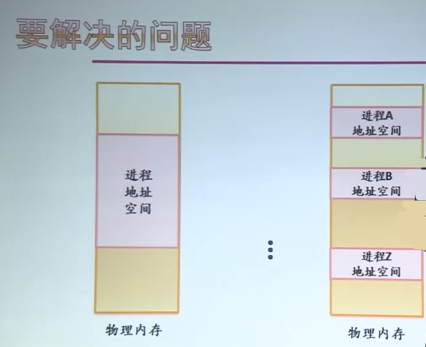 要解决的问题
进程
地址
空间
物理内存
进程A
地址空间
进程B
地址空间
进程Z
地址空间
物理内存